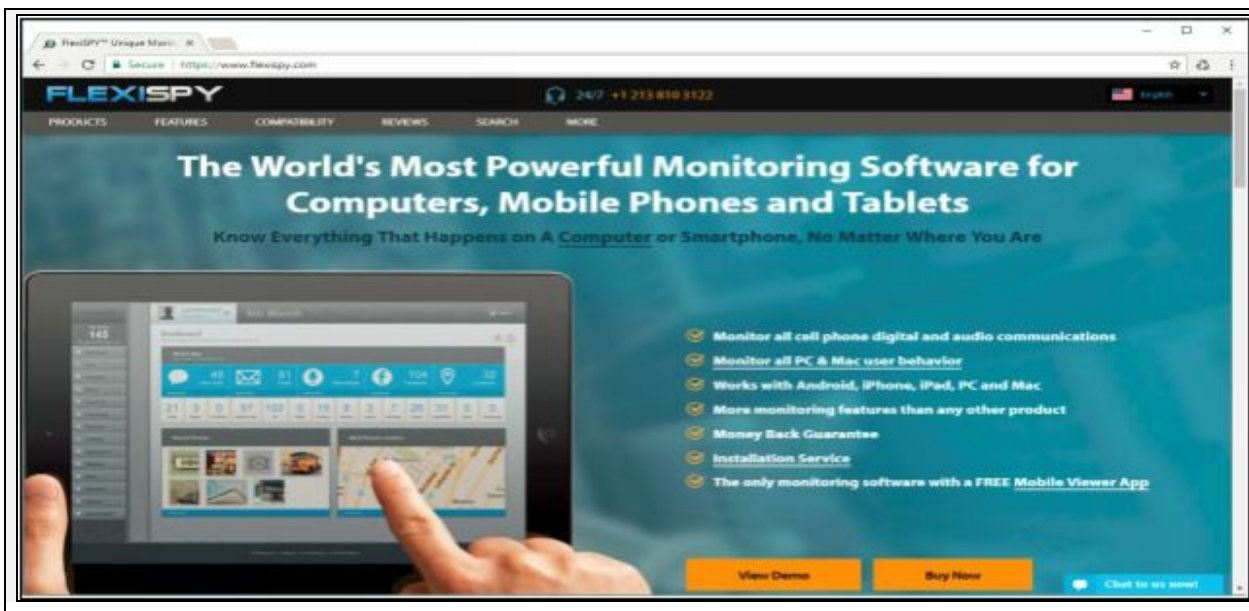 FlexiSPY™ Unique Moni
Secure | https://www.flexispy.com
FLEXISPY
24/7 +1 213 810 3122
English
PRODUCTS FEATURES COMPATIBILITY REVIEWS SEARCH MORE
The World's Most Powerful Monitoring Software for
Computers, Mobile Phones and Tablets
Know Everything That Happens on A Computer or Smartphone, No Matter Where You Are
145
Monitor all cell phone digital and audio communications
Monitor all PC & Mac user behavior
Works with Android, iPhone, iPad, PC and Mac
More monitoring features than any other product
Money Back Guarantee
Installation Service
The only monitoring software with a FREE Mobile Viewer App
View Demo
Buy Now
Chat to us now!